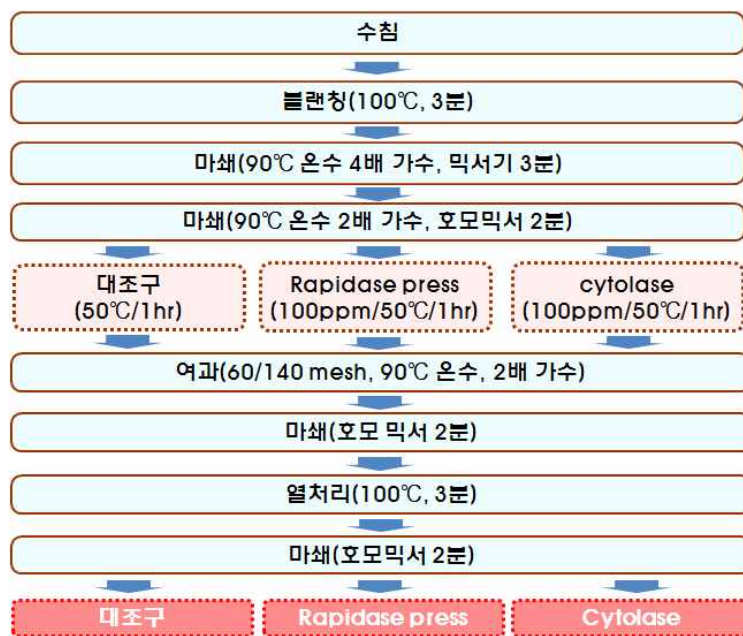 수침
블랜칭(100℃, 3분)
마쇄(90℃ 온수 4배 가수, 믹서기 3분)
마쇄(90℃ 온수 2배 가수, 호모믹서 2분)
대조구
(50℃/1hr)
Rapidase press
(100ppm/50℃/1hr)
cytolase
(100ppm/50℃/1hr)
여과(60/140 mesh, 90℃ 온수, 2배 가수)
마쇄(호모 믹서 2분)
열처리(100℃, 3분)
마쇄(호모믹서 2분)
대조구
Rapidase press
Cytolase